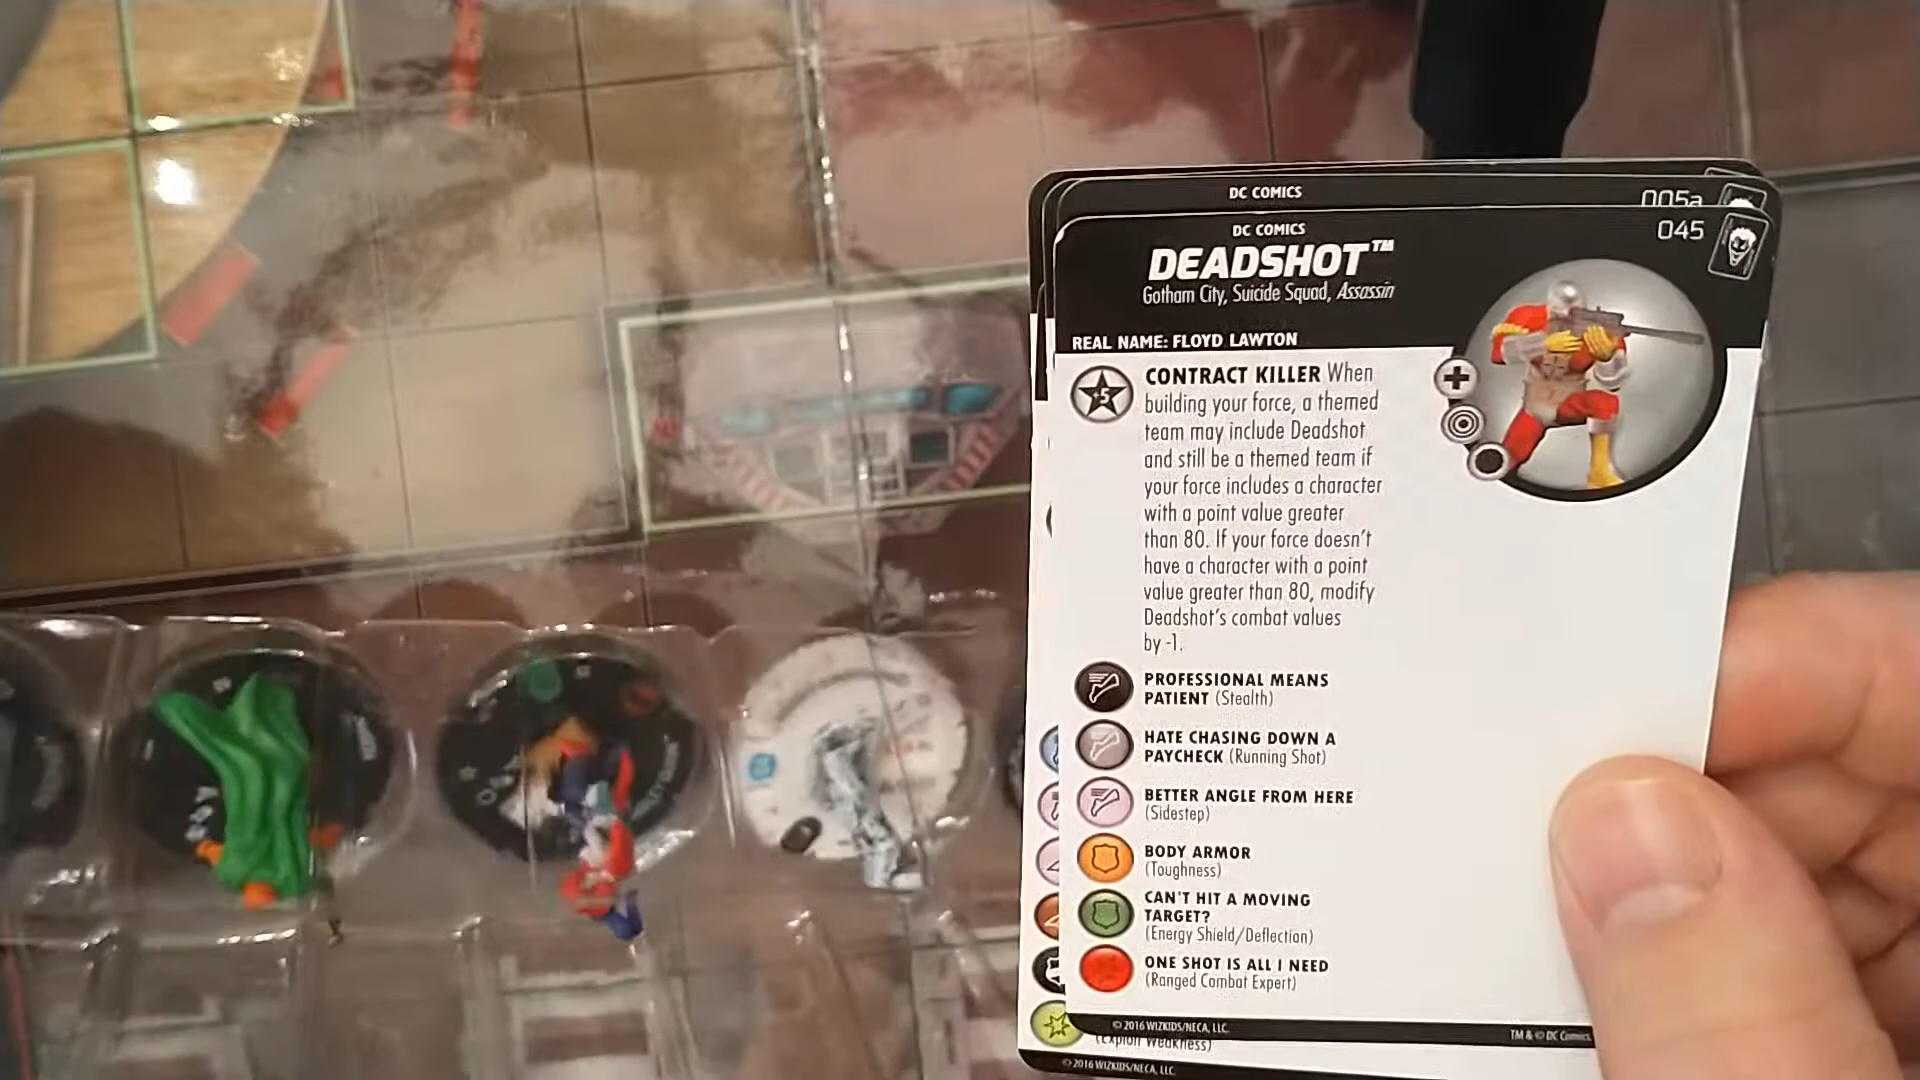 DC COMICS
005a
DC COMICS
045
DEADSHOT™
Gotham City, Suicide Squad, Assassin
REAL NAME: FLOYD LAWTON
+5
CONTRACT KILLER When
building your force, a themed
team may include Deadshot
and still be a themed team if
your force includes a character
with a point value greater
than 80. If your force doesn't
have a character with a point
value greater than 80, modify
Deadshot's combat values
by -1.
PROFESSIONAL MEANS
PATIENT (Stealth)
HATE CHASING DOWN A
PAYCHECK (Running Shot)
BETTER ANGLE FROM HERE
(Sidestep)
BODY ARMOR
(Toughness)
CAN'T HIT A MOVING
TARGET?
(Energy Shield/Deflection)
ONE SHOT IS ALL I NEED
(Ranged Combat Expert)
© 2016 WIZKIDS/NECA, LLC.
TM & © DC Comics
(Exploit Weakness)
© 2016 WIZKIDS/NECA, LLC.